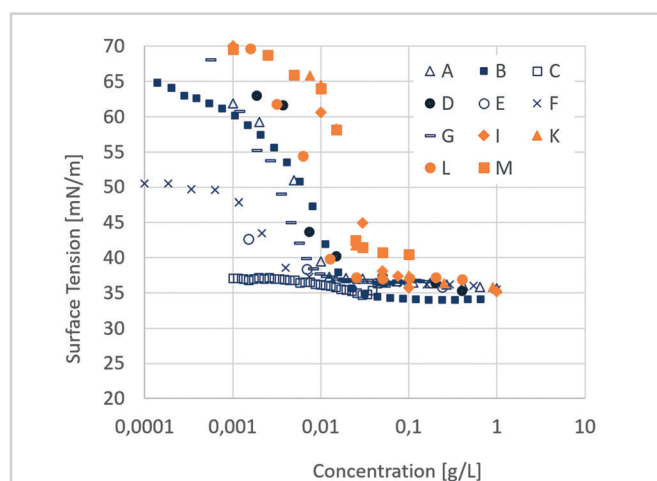 70
65
60
55
50
45
40
35
30
25
20
Surface Tension [mN/m]
A B C
D E F
G I K
L M
0,0001 0,001 0,01 0,1 1 10
Concentration [g/L]